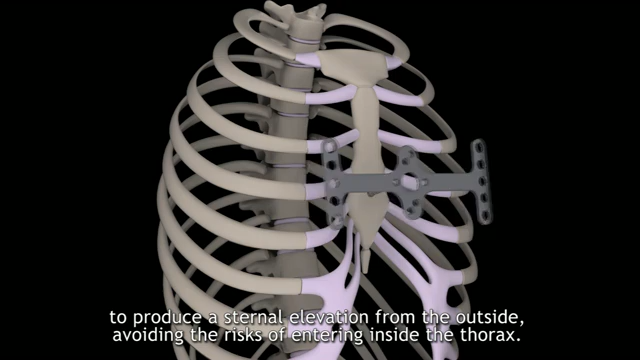 to produce a sternal elevation from the outside,
avoiding the risks of entering inside the thorax.